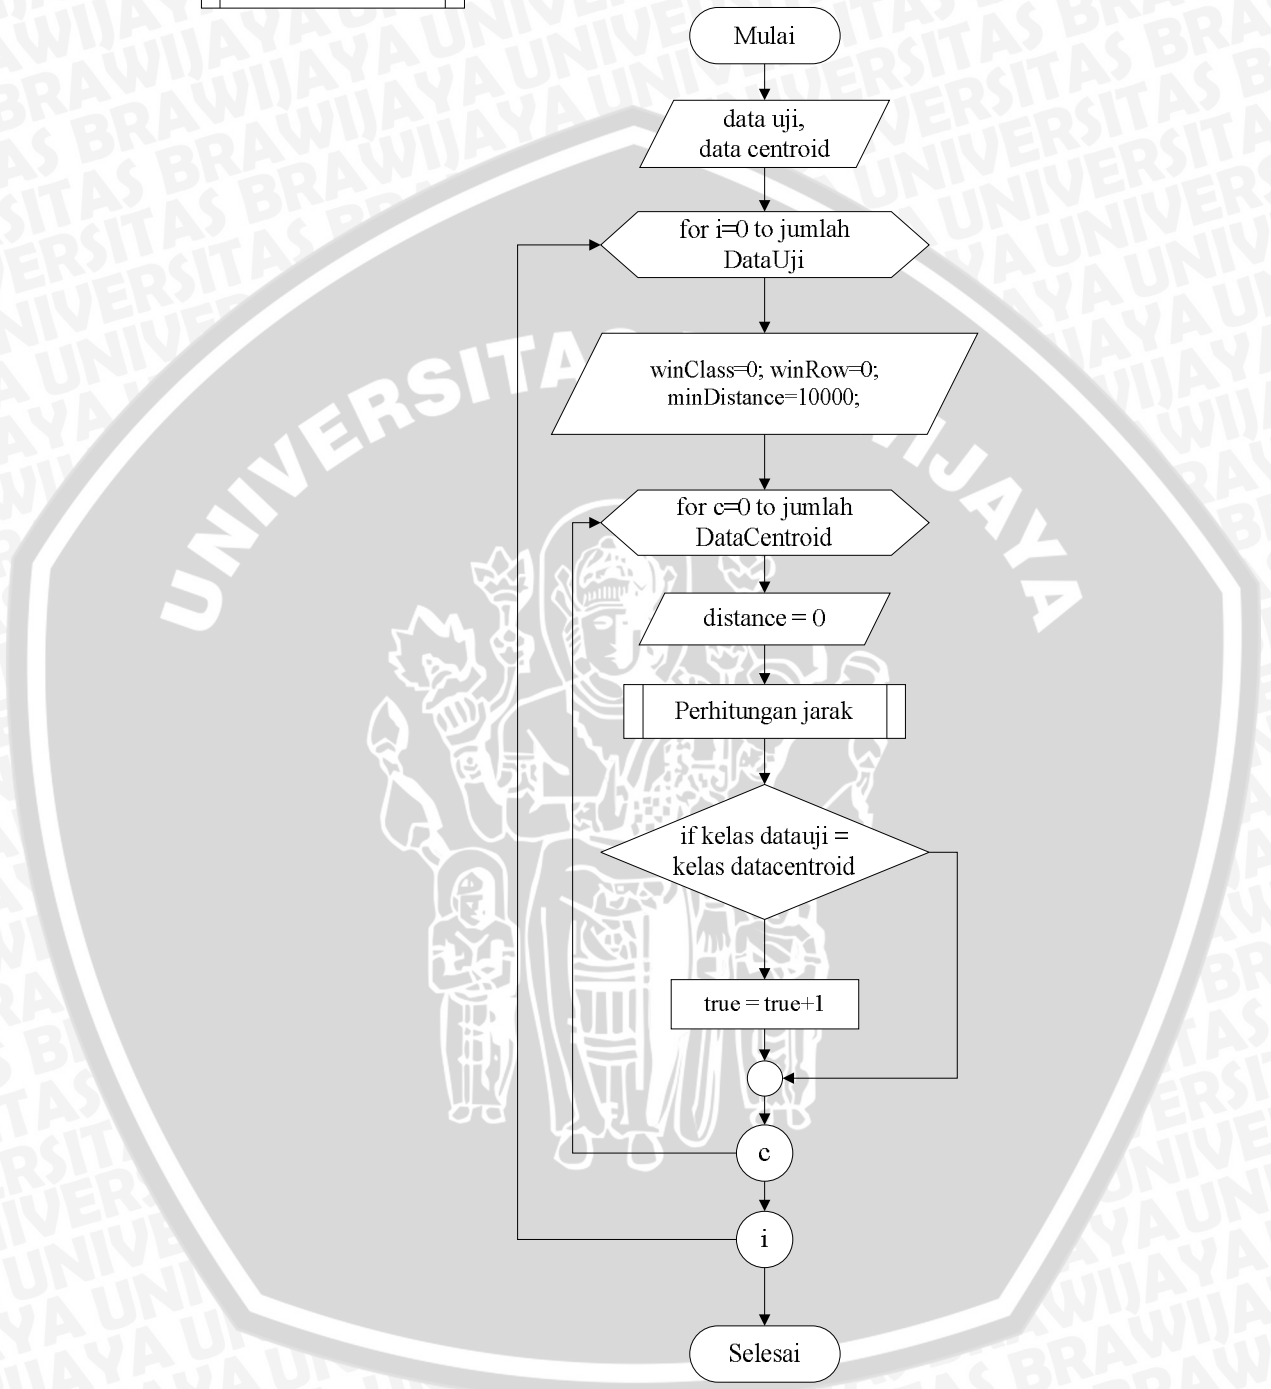 Mulai
data uji,
data centroid
for i=0 to jumlah
DataUji
winClass=0; winRow=0;
minDistance=10000;
for c=0 to jumlah
DataCentroid
distance = 0
Perhitungan jarak
if kelas datauji =
kelas datacentroid
true = true+1
c
i
Selesai